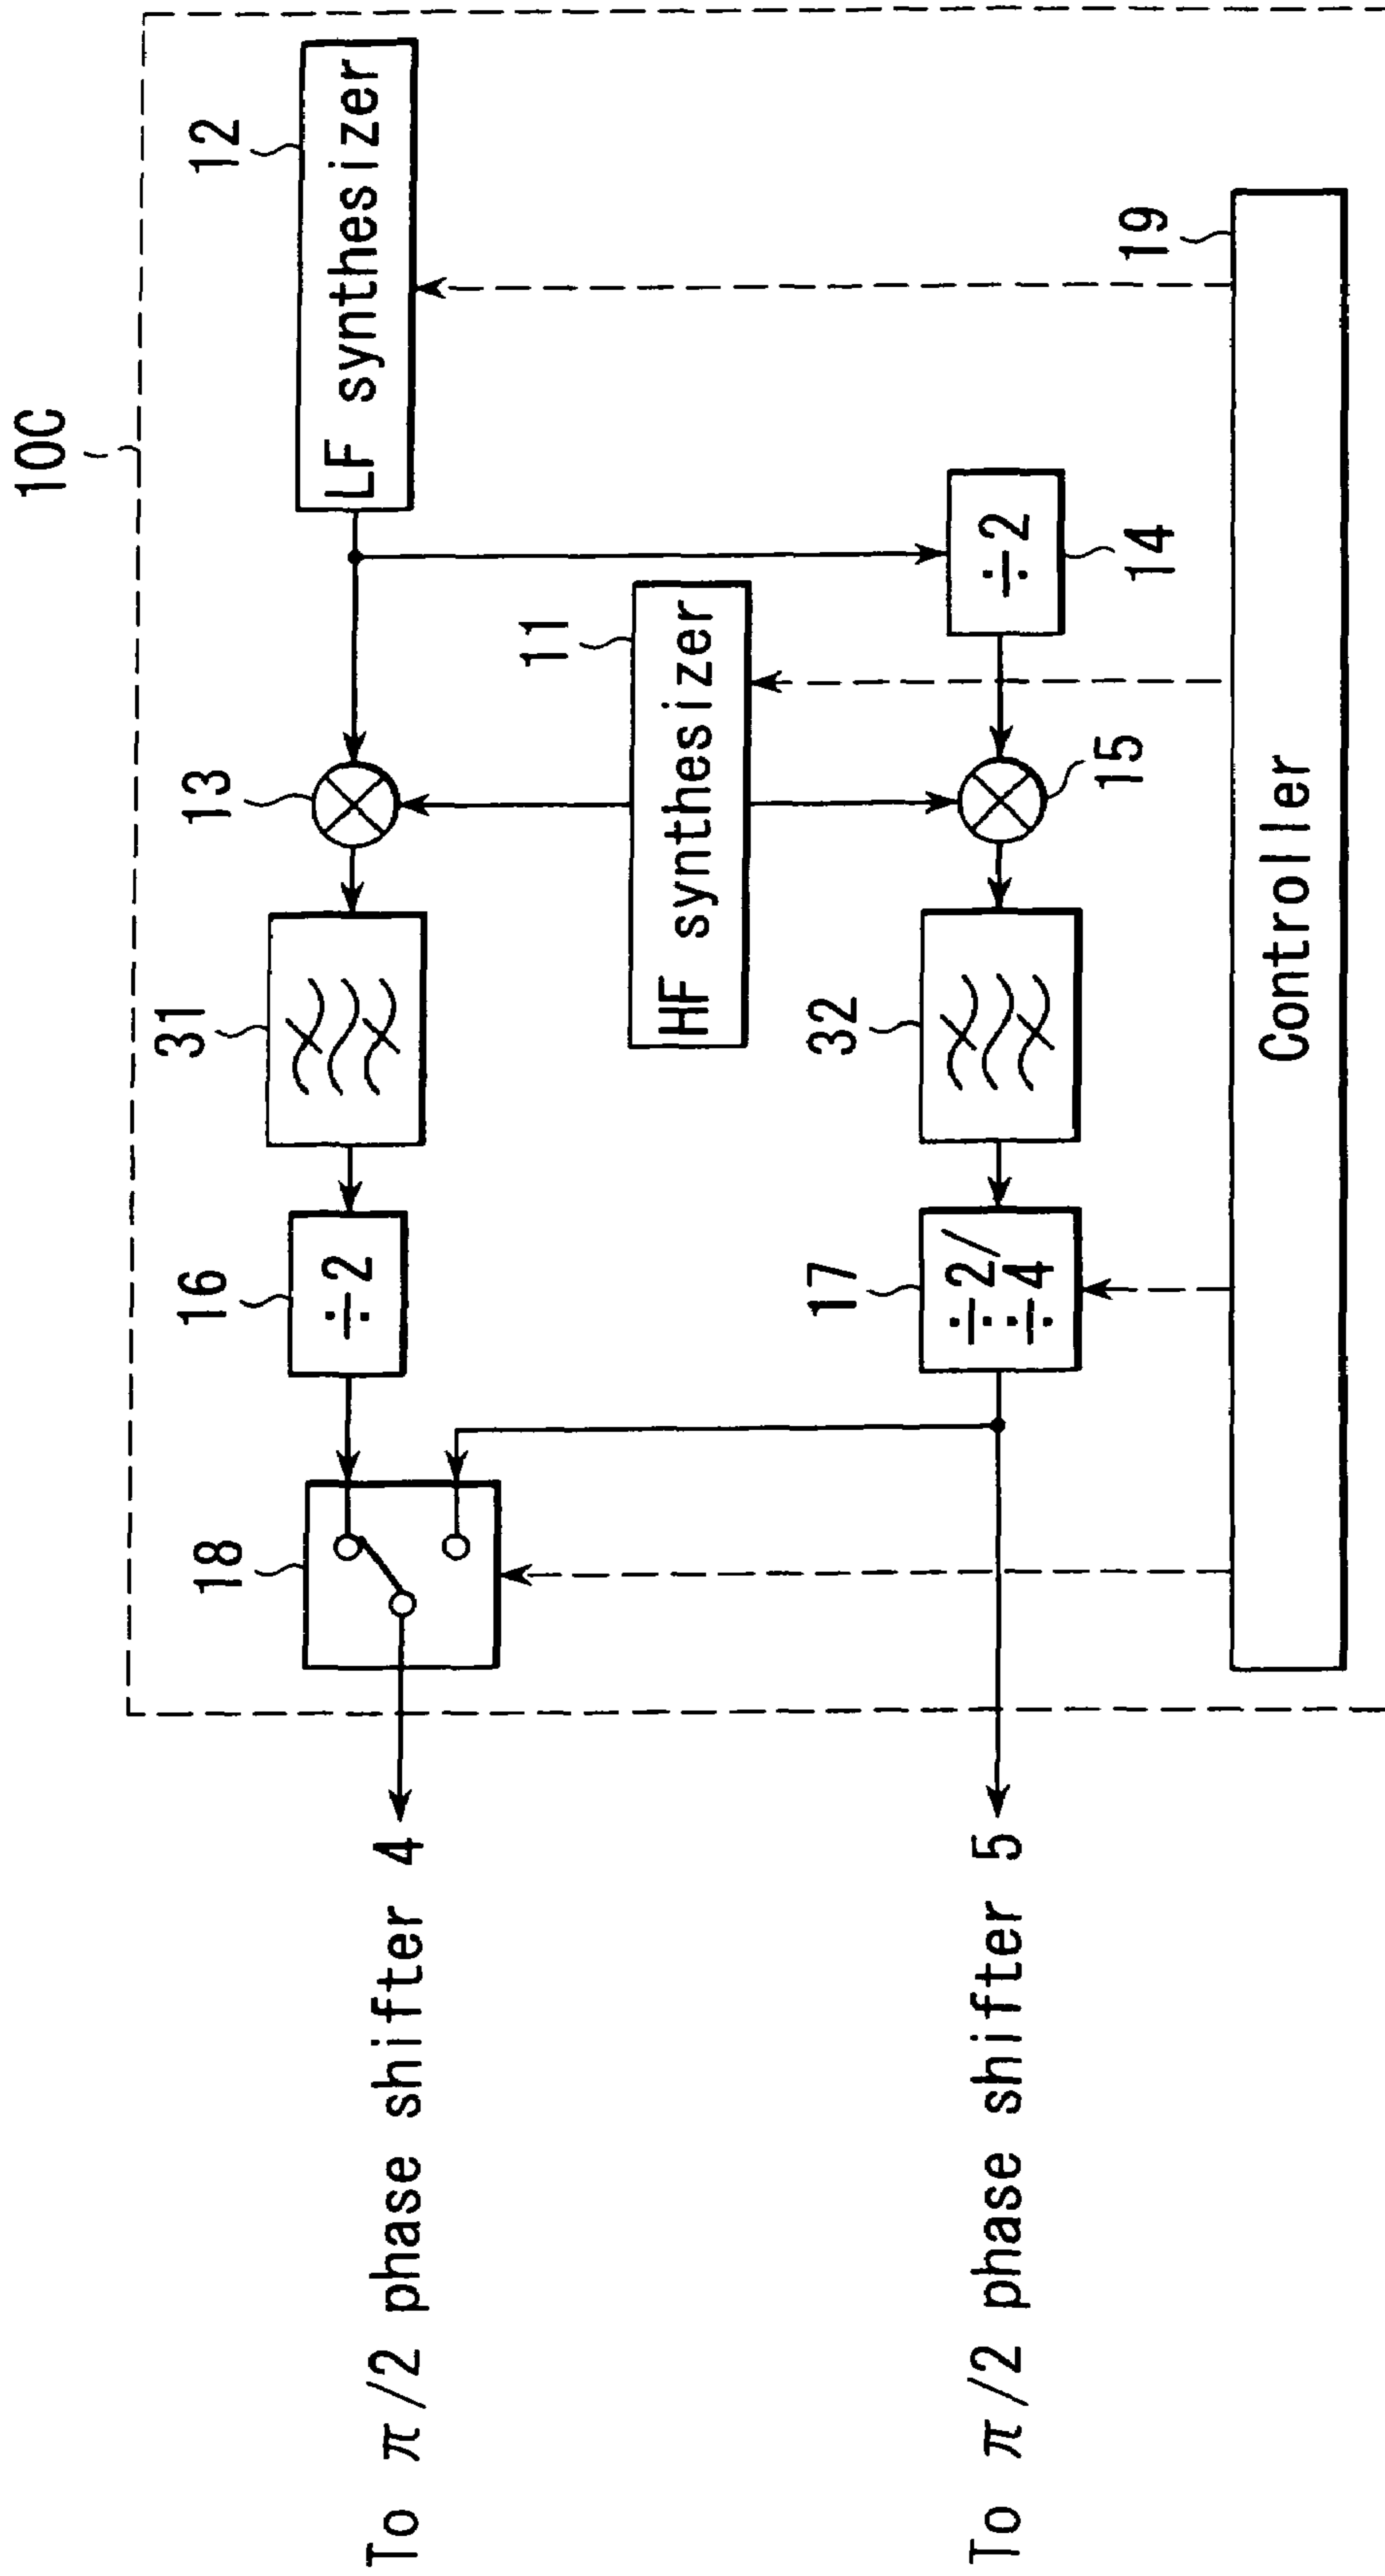 10C
12
LF synthesizer
13
31
16
18
11
HF synthesizer
÷2
14
15
32
÷2
17
÷2/
÷4
19
Controller
To π/2 phase shifter 4
To π/2 phase shifter 5